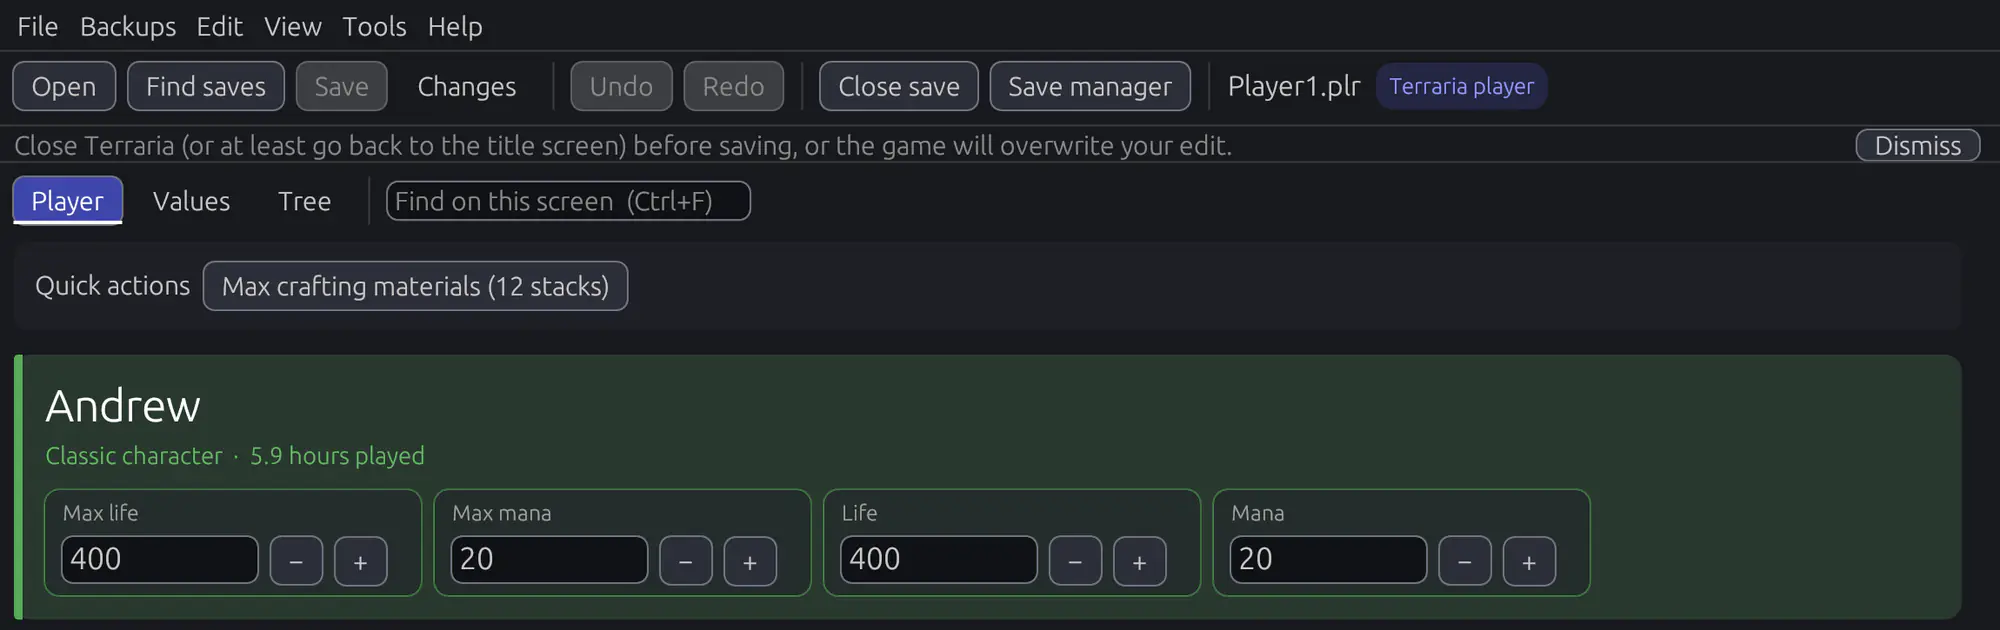 File Backups Edit View Tools Help
Open Find saves Save Changes Undo Redo Close save Save manager Player1.plr Terraria player
Close Terraria (or at least go back to the title screen) before saving, or the game will overwrite your edit. Dismiss
Player Values Tree Find on this screen (Ctrl+F)
Quick actions Max crafting materials (12 stacks)
Andrew
Classic character · 5.9 hours played
Max life Max mana Life Mana
400 − + 20 − + 400 − + 20 − +